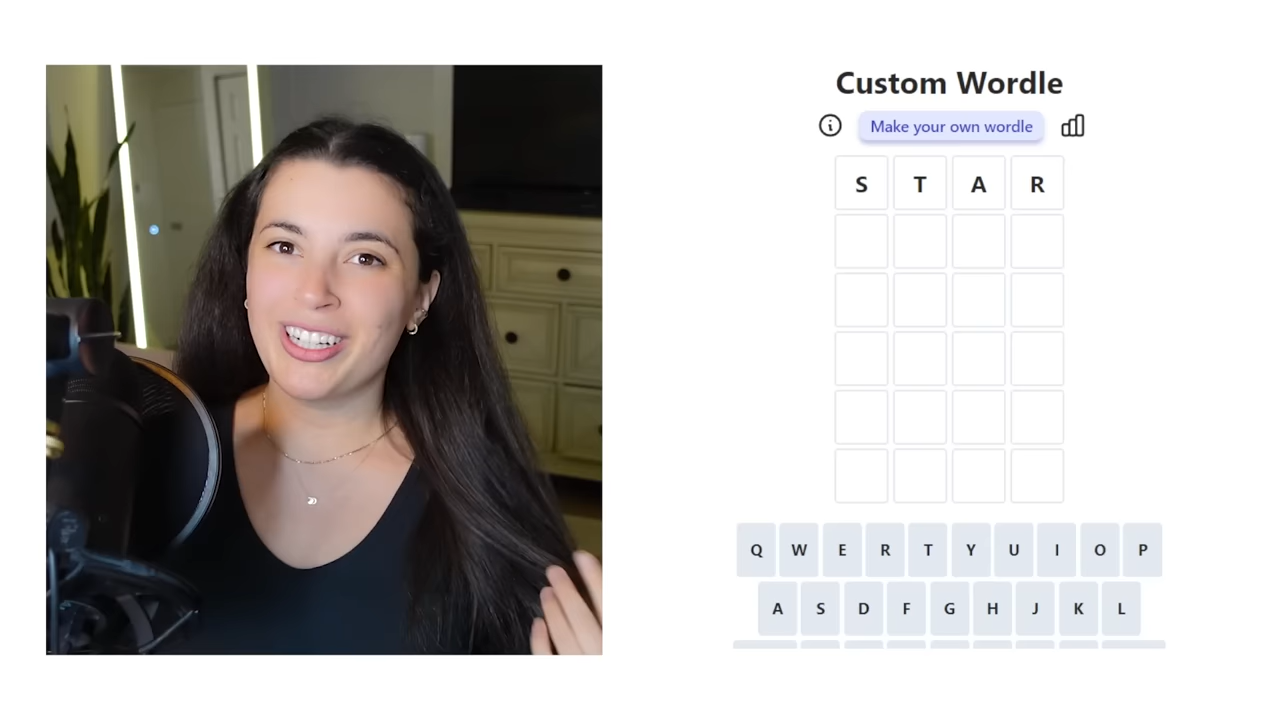 Custom Wordle
Make your own wordle
S T A R
Q W E R T Y U I O P
A S D F G H J K L